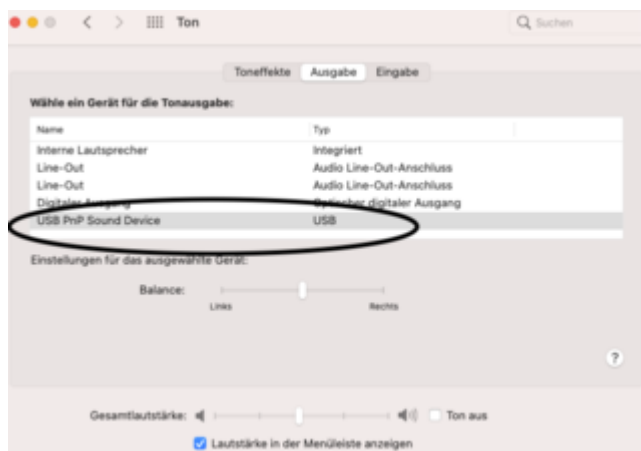 Ton
Suchen
Toneffekte Ausgabe Eingabe
Wähle ein Gerät für die Tonausgabe:
Name Typ
Interne Lautsprecher Integriert
Line-Out Audio Line-Out-Anschluss
Line-Out Audio Line-Out-Anschluss
Digitaler Ausgang Optischer digitaler Ausgang
USB PnP Sound Device USB
Einstellungen für das ausgewählte Gerät:
Balance:
Links Rechts
?
Gesamtlautstärke: Ton aus
Lautstärke in der Menüleiste anzeigen